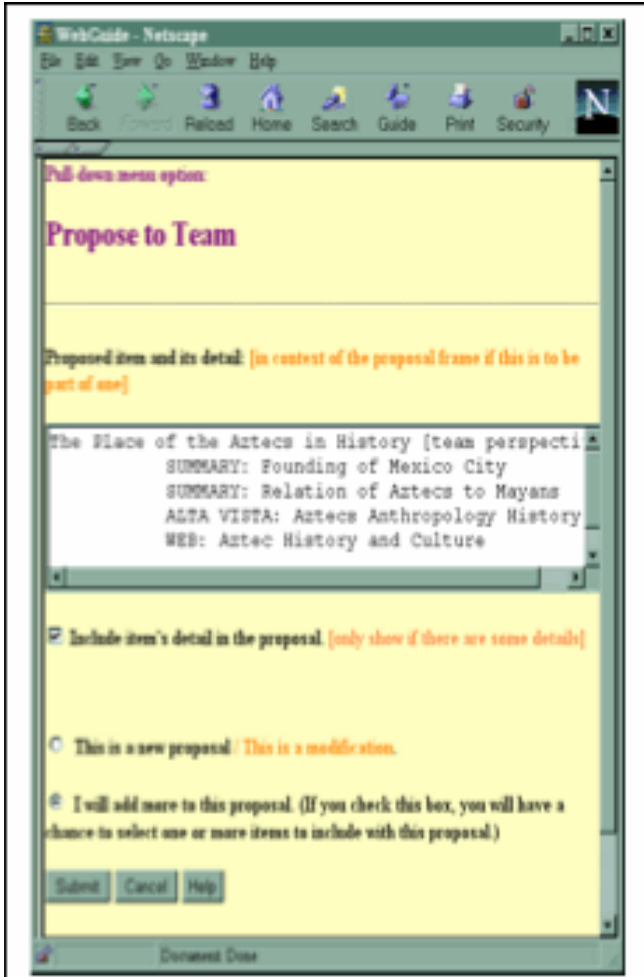 WebGuide - Netscape
File Edit View Go Window Help
Back Forward Reload Home Search Guide Print Security
N
Pull-down menu option:
Propose to Team
Proposed item and its detail: [in context of the proposal frame if this is to be
part of one]
The Place of the Aztecs in History [team perspecti
SUMMARY: Founding of Mexico City
SUMMARY: Relation of Aztecs to Mayans
ALTA VISTA: Aztecs Anthropology History
WEB: Aztec History and Culture
Include item's detail in the proposal. [only show if there are some details]
This is a new proposal / This is a modification.
I will add more to this proposal. (If you check this box, you will have a
chance to select one or more items to include with this proposal.)
Submit Cancel Help
Document Done